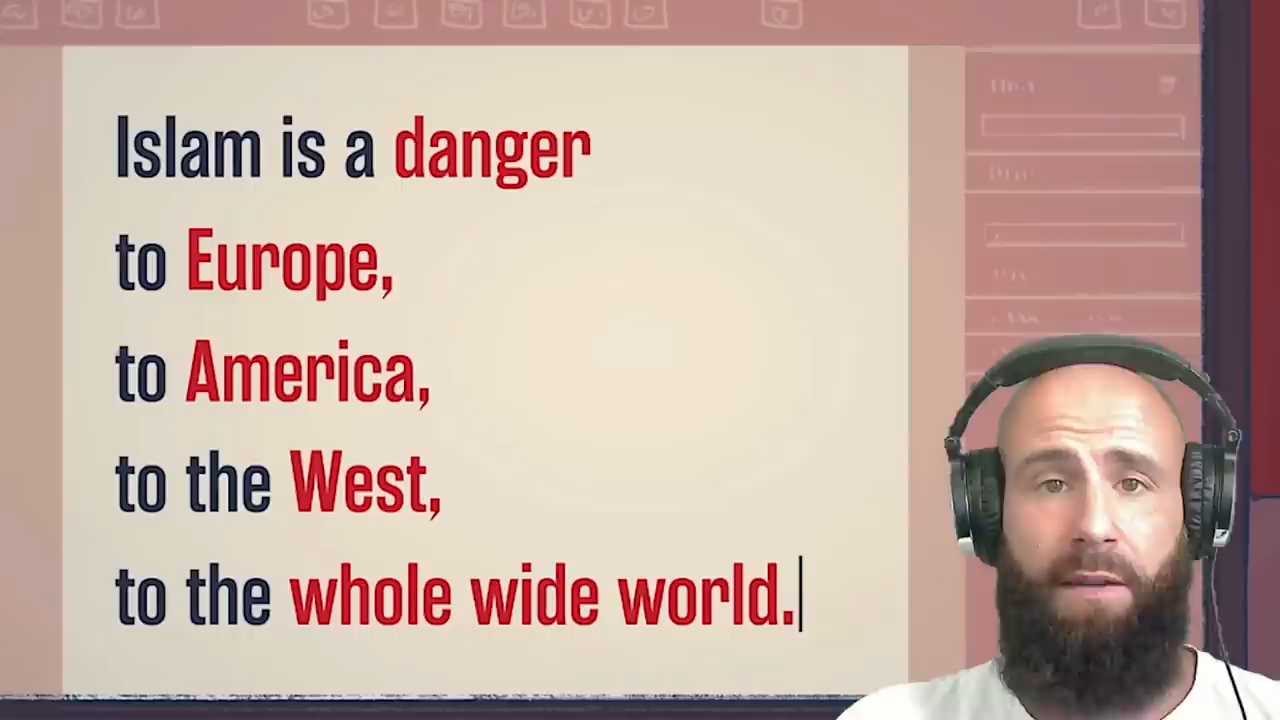 Islam is a danger
to Europe,
to America,
to the West,
to the whole wide world.